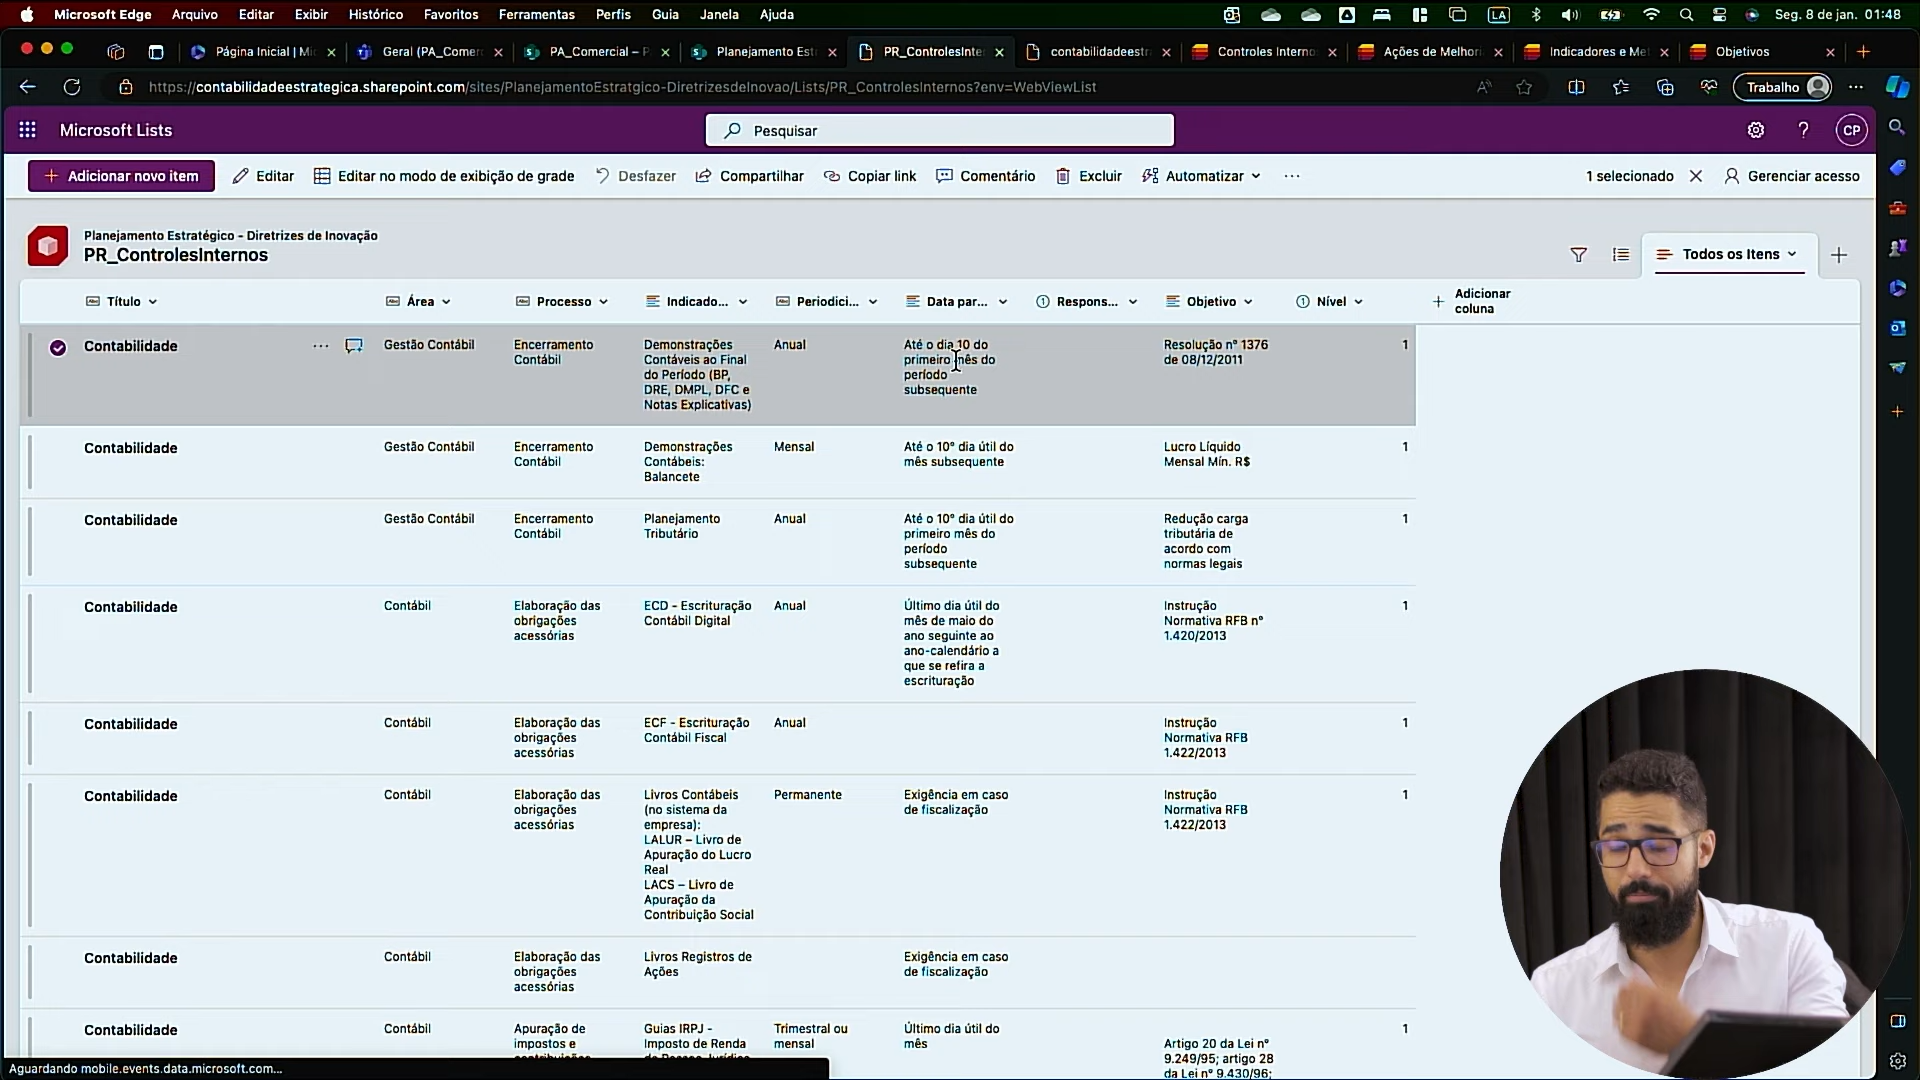 Microsoft Edge Arquivo Editar Exibir Histórico Favoritos Ferramentas Perfis Guia Janela Ajuda
LA
Seg. 8 de jan. 01:48
Página Inicial | Mi
Geral (PA_Comer
PA_Comercial – P
Planejamento Est
PR_ControlesInte
contabilidadeestr
Controles Interno
Ações de Melhori
Indicadores e Me
Objetivos
https://contabilidadeestrategica.sharepoint.com/sites/PlanejamentoEstratgico-DiretrizesdeInovao/Lists/PR_ControlesInternos?env=WebViewList
Trabalho
Microsoft Lists
Pesquisar
CP
Adicionar novo item
Editar
Editar no modo de exibição de grade
Desfazer
Compartilhar
Copiar link
Comentário
Excluir
Automatizar
1 selecionado
Gerenciar acesso
Planejamento Estratégico - Diretrizes de Inovação
PR_ControlesInternos
Todos os Itens
Título
Área
Processo
Indicado...
Periodici...
Data par...
Respons...
Objetivo
Nível
Adicionar
coluna
Contabilidade
Gestão Contábil
Encerramento
Contábil
Demonstrações
Contáveis ao Final
do Período (BP,
DRE, DMPL, DFC e
Notas Explicativas)
Anual
Até o dia 10 do
primeiro mês do
período
subsequente
Resolução nº 1376
de 08/12/2011
1
Contabilidade
Gestão Contábil
Encerramento
Contábil
Demonstrações
Contábeis:
Balancete
Mensal
Até o 10º dia útil do
mês subsequente
Lucro Líquido
Mensal Mín. R$
1
Contabilidade
Gestão Contábil
Encerramento
Contábil
Planejamento
Tributário
Anual
Até o 10º dia útil do
primeiro mês do
período
subsequente
Redução carga
tributária de
acordo com
normas legais
1
Contabilidade
Contábil
Elaboração das
obrigações
acessórias
ECD - Escrituração
Contábil Digital
Anual
Último dia útil do
mês de maio do
ano seguinte ao
ano-calendário a
que se refira a
escrituração
Instrução
Normativa RFB nº
1.420/2013
1
Contabilidade
Contábil
Elaboração das
obrigações
acessórias
ECF - Escrituração
Contábil Fiscal
Anual
Instrução
Normativa RFB
1.422/2013
1
Contabilidade
Contábil
Elaboração das
obrigações
acessórias
Livros Contábeis
(no sistema da
empresa):
LALUR – Livro de
Apuração do Lucro
Real
LACS – Livro de
Apuração da
Contribuição Social
Permanente
Exigência em caso
de fiscalização
Instrução
Normativa RFB
1.422/2013
1
Contabilidade
Contábil
Elaboração das
obrigações
acessórias
Livros Registros de
Ações
Exigência em caso
de fiscalização
Contabilidade
Contábil
Apuração de
impostos e
Guias IRPJ -
Imposto de Renda
Trimestral ou
mensal
Último dia útil do
mês
Artigo 20 da Lei nº
9.249/95; artigo 28
da Lei nº 9.430/96;
1
Aguardando mobile.events.data.microsoft.com...